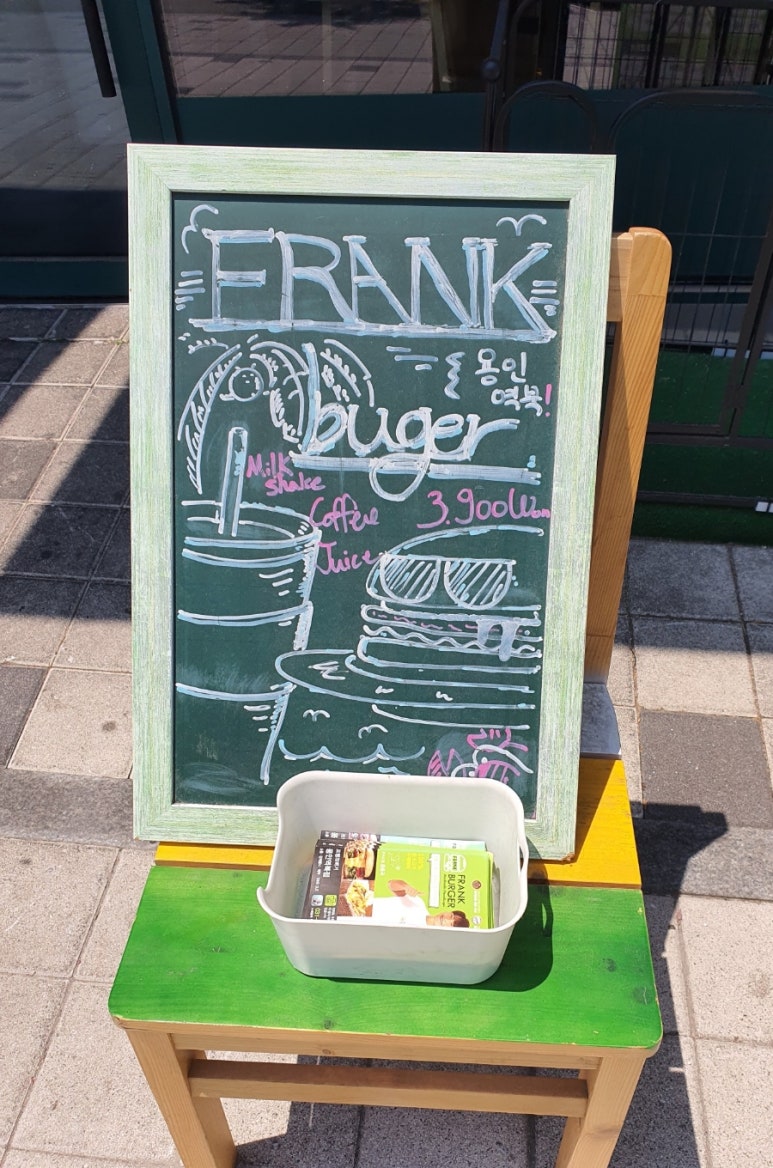 FRANK
용인
역북!
buger
Milk
shake
Coffee
3.900Won
Juice
FRANK
BURGER